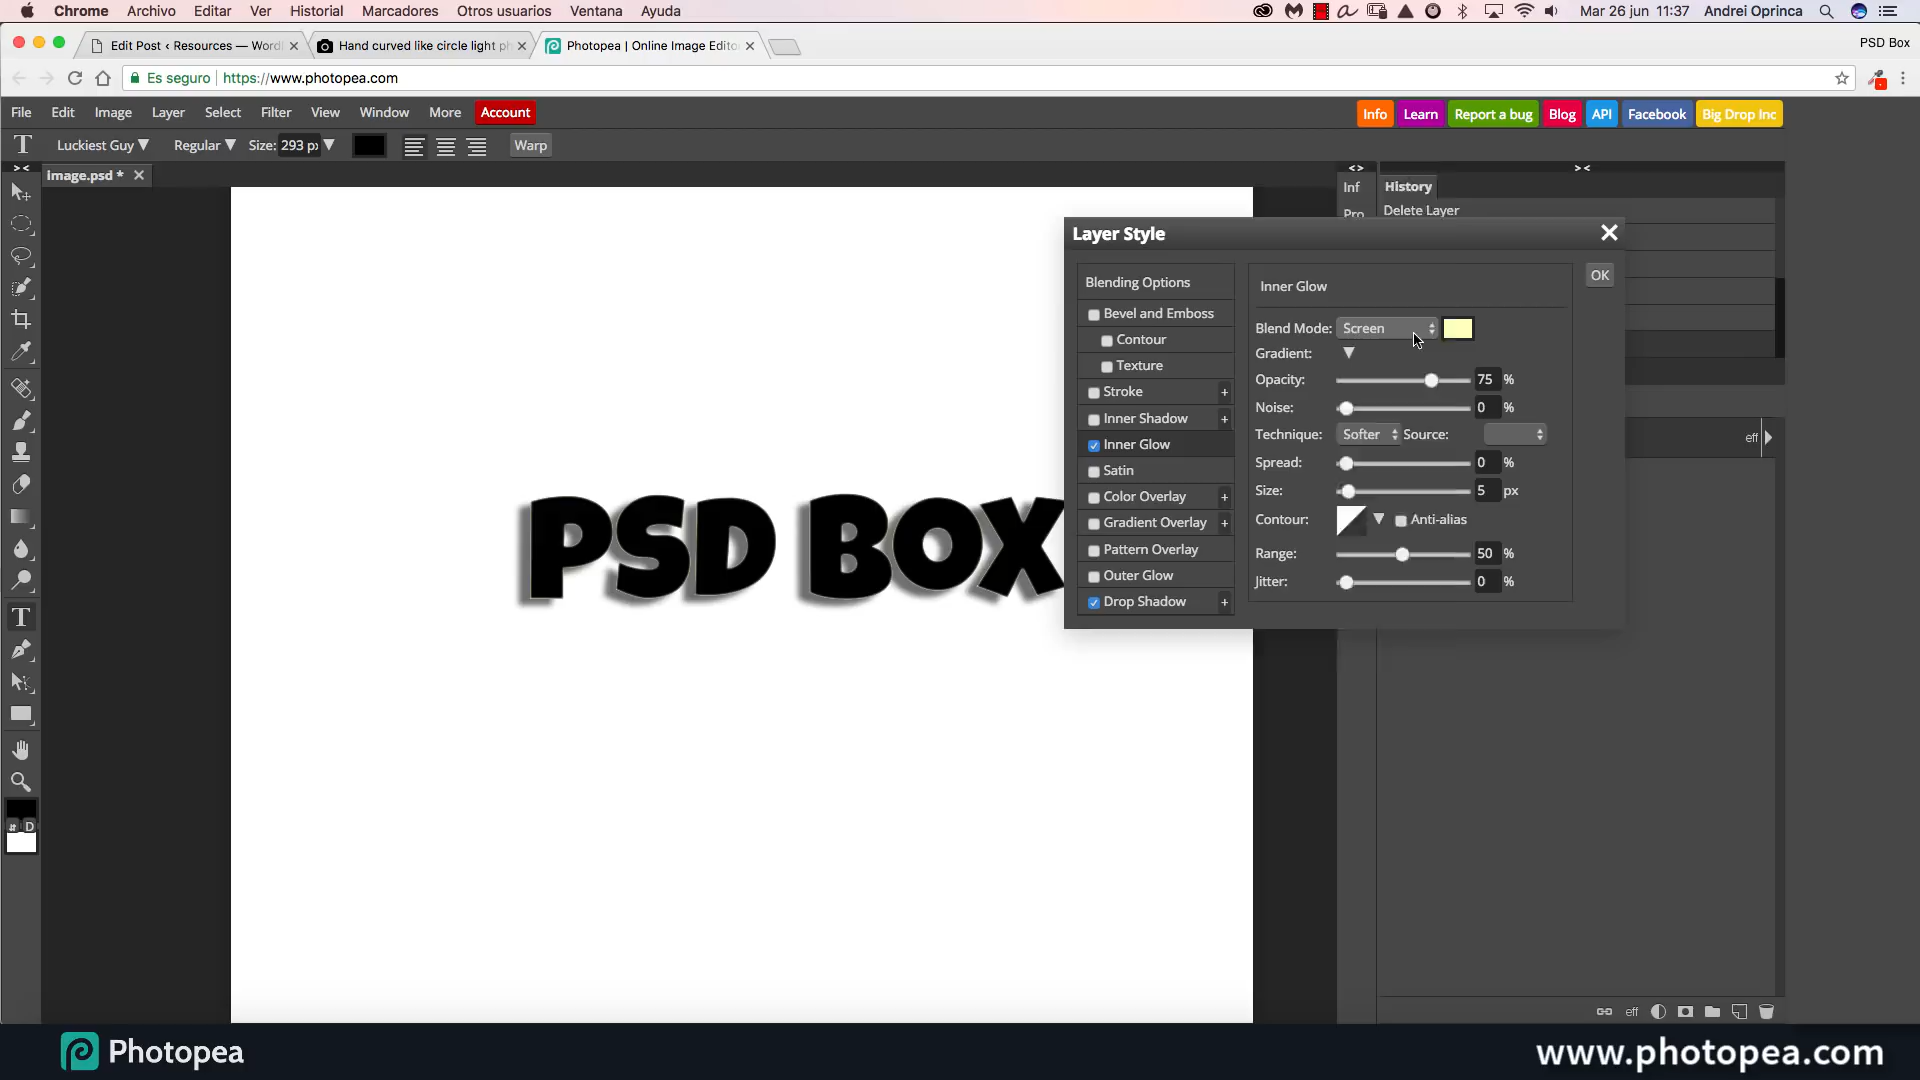 Chrome Archivo Editar Ver Historial Marcadores Otros usuarios Ventana Ayuda Mar 26 jun 11:37 Andrei Oprinca
Edit Post ‹ Resources — Word Hand curved like circle light ph Photopea | Online Image Edito PSD Box
Es seguro https://www.photopea.com
File Edit Image Layer Select Filter View Window More Account Info Learn Report a bug Blog API Facebook Big Drop Inc
T Luckiest Guy Regular Size: 293 px Warp
image.psd *
Inf History
Pro Delete Layer
Layer Style
OK
Blending Options
Bevel and Emboss
Contour
Texture
Stroke +
Inner Shadow +
Inner Glow
Satin
Color Overlay +
Gradient Overlay +
Pattern Overlay
Outer Glow
Drop Shadow +
Inner Glow
Blend Mode: Screen
Gradient:
Opacity: 75 %
Noise: 0 %
Technique: Softer Source:
Spread: 0 %
Size: 5 px
Contour: Anti-alias
Range: 50 %
Jitter: 0 %
eff
PSD BOX
T
D
eff
Photopea www.photopea.com